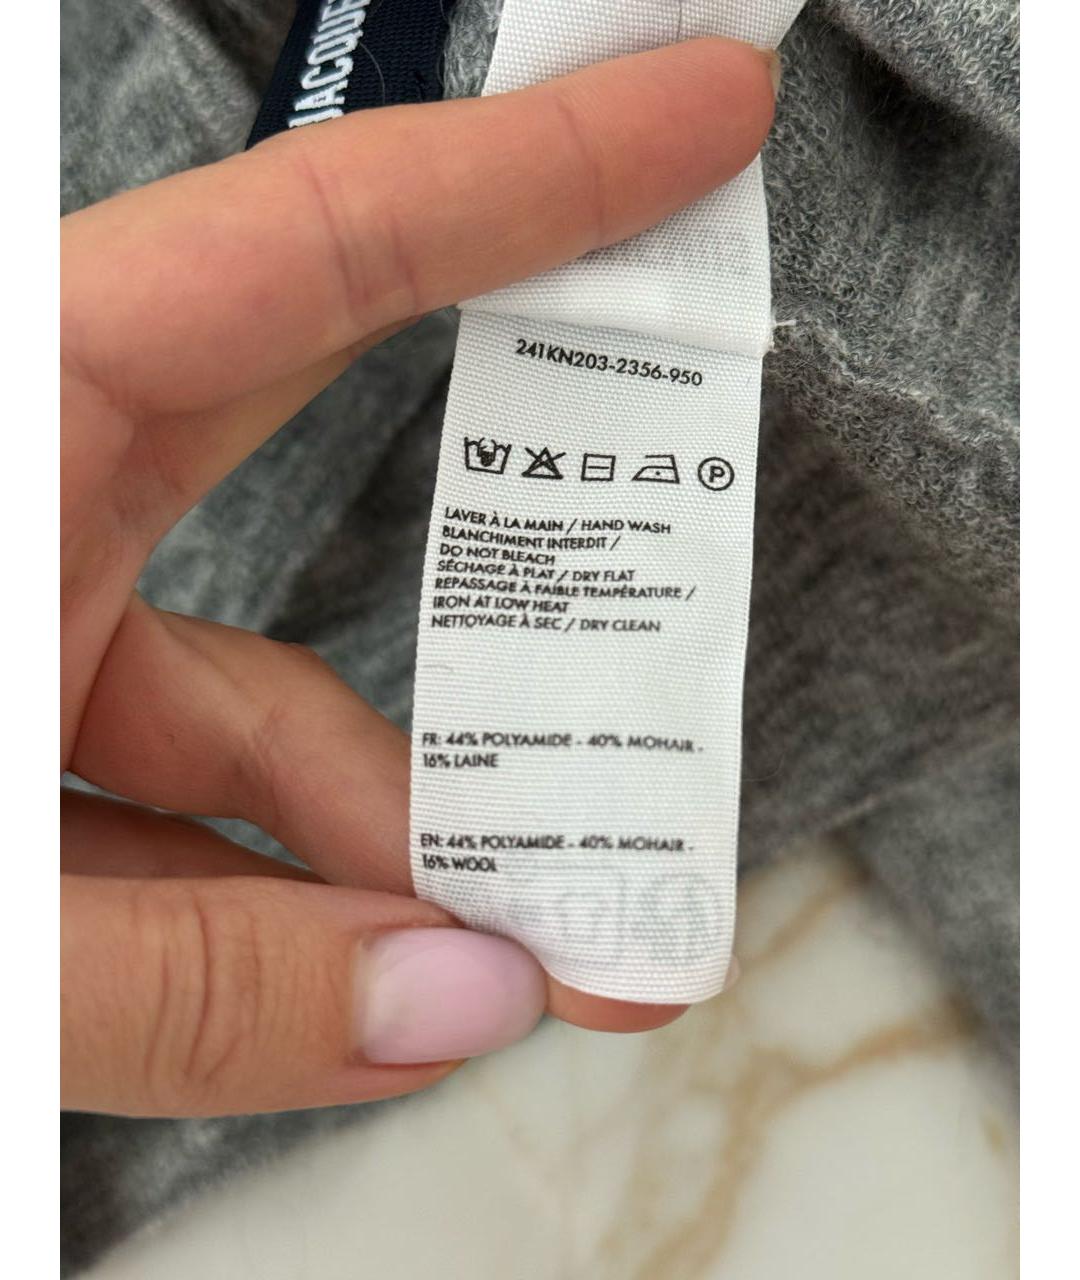 JACQUE
241KN203-2356-950
P
LAVER À LA MAIN / HAND WASH
BLANCHIMENT INTERDIT /
DO NOT BLEACH
SÉCHAGE À PLAT / DRY FLAT
REPASSAGE À FAIBLE TEMPÉRATURE /
IRON AT LOW HEAT
NETTOYAGE À SEC / DRY CLEAN
FR: 44% POLYAMIDE - 40% MOHAIR -
16% LAINE
EN: 44% POLYAMIDE - 40% MOHAIR -
16% WOOL